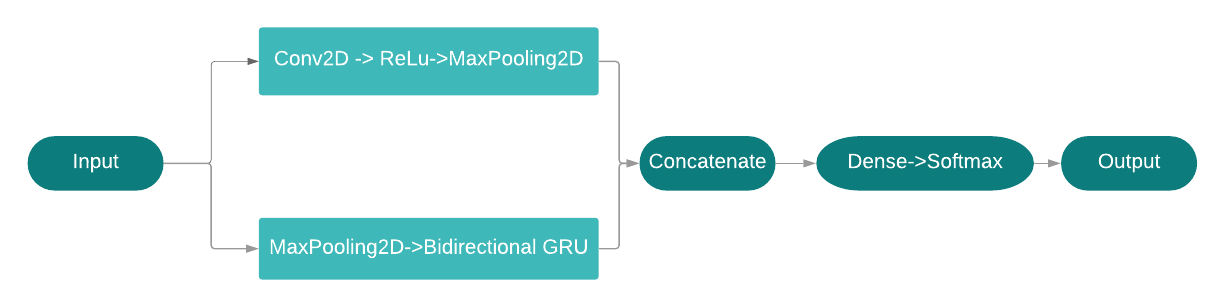 Conv2D -> ReLu->MaxPooling2D
Input
Concatenate
Dense->Softmax
Output
MaxPooling2D->Bidirectional GRU